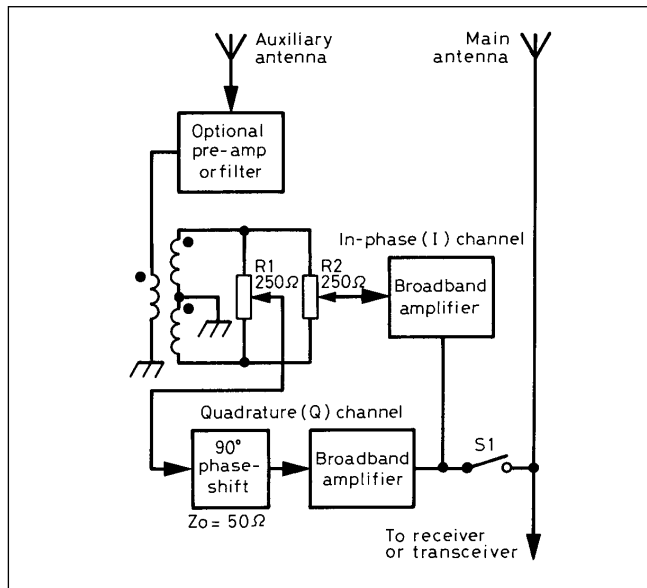 Auxiliary
antenna
Main
antenna
Optional
pre-amp
or filter
In-phase (I) channel
R1
250Ω
R2
250Ω
Broadband
amplifier
Quadrature (Q) channel
90°
phase-
shift
Broadband
amplifier
S1
Zo = 50Ω
To receiver
or transceiver